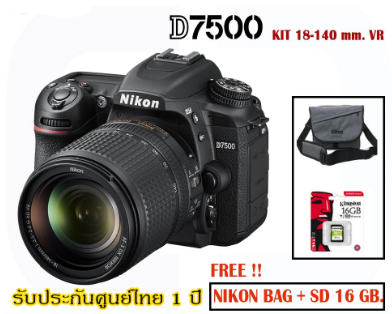 D7500 KIT 18-140 mm. VR
Nikon
D7500
Nikon
Nikon
Kingston
16GB
FREE !!
รับประกันศูนย์ไทย 1 ปี
NIKON BAG + SD 16 GB.